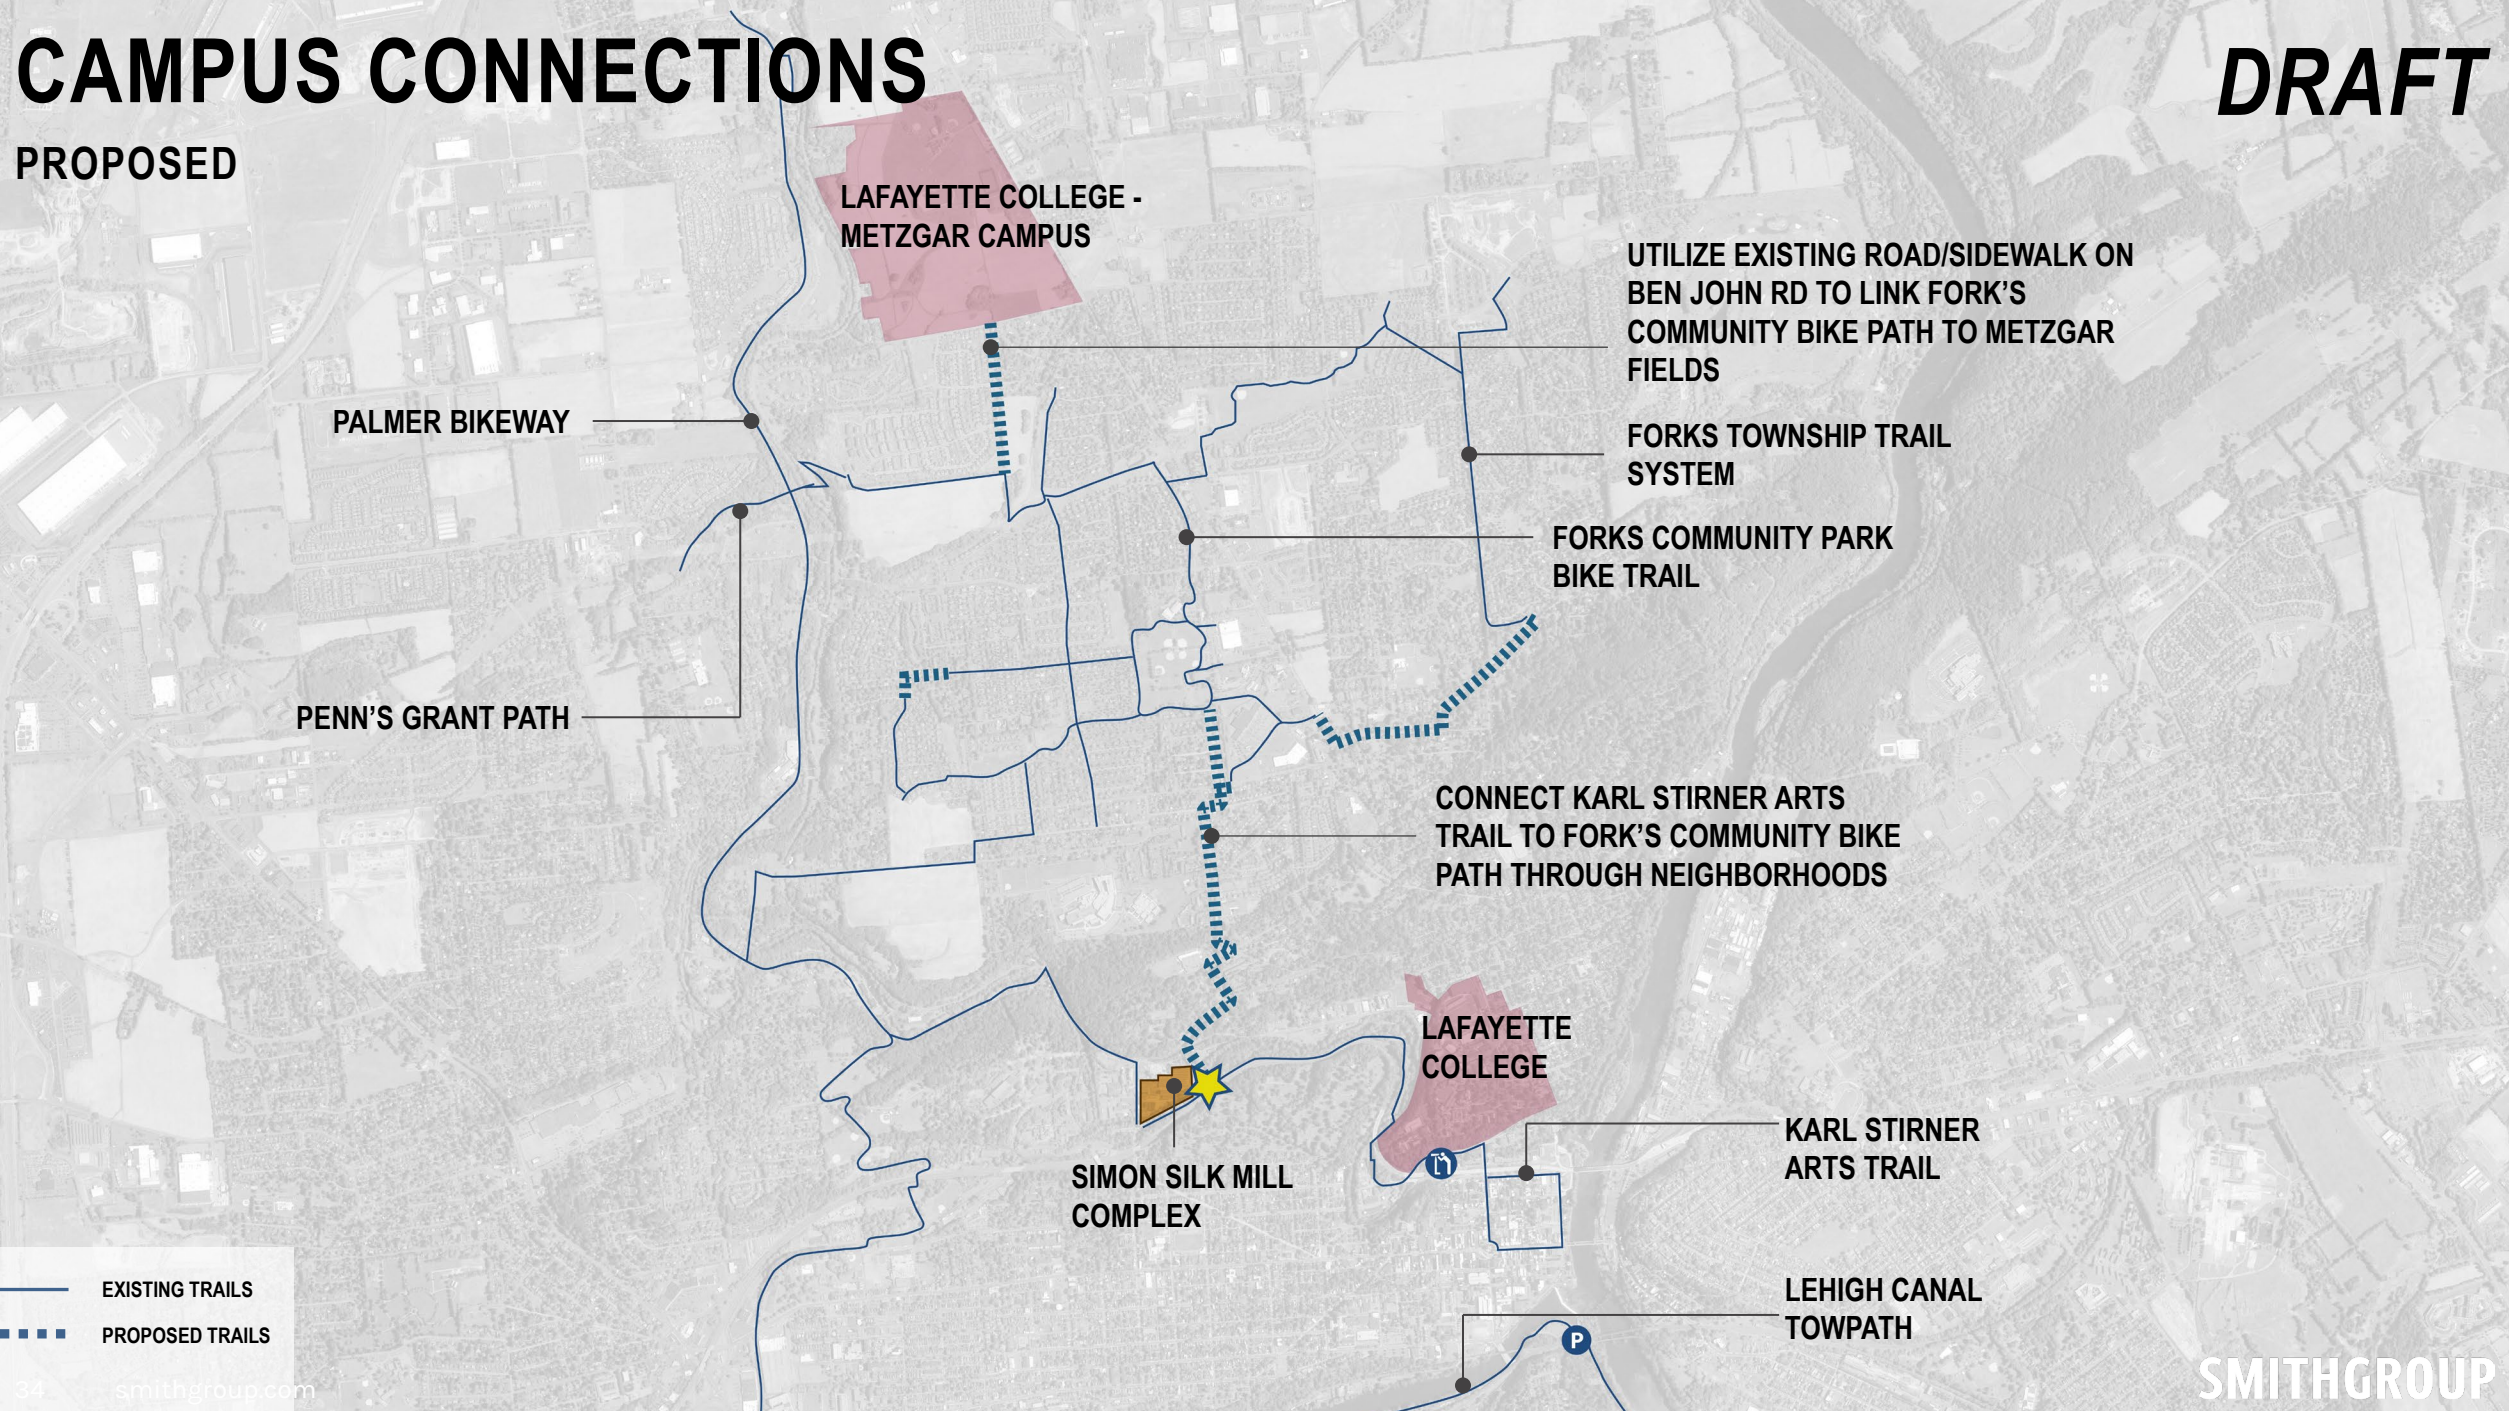 CAMPUS CONNECTIONS
DRAFT
PROPOSED
LAFAYETTE COLLEGE -
METZGAR CAMPUS
UTILIZE EXISTING ROAD/SIDEWALK ON
BEN JOHN RD TO LINK FORK'S
COMMUNITY BIKE PATH TO METZGAR
FIELDS
PALMER BIKEWAY
FORKS TOWNSHIP TRAIL
SYSTEM
FORKS COMMUNITY PARK
BIKE TRAIL
PENN'S GRANT PATH
CONNECT KARL STIRNER ARTS
TRAIL TO FORK'S COMMUNITY BIKE
PATH THROUGH NEIGHBORHOODS
LAFAYETTE
COLLEGE
KARL STIRNER
ARTS TRAIL
SIMON SILK MILL
COMPLEX
LEHIGH CANAL
TOWPATH
P
EXISTING TRAILS
PROPOSED TRAILS
34 smithgroup.com
SMITHGROUP